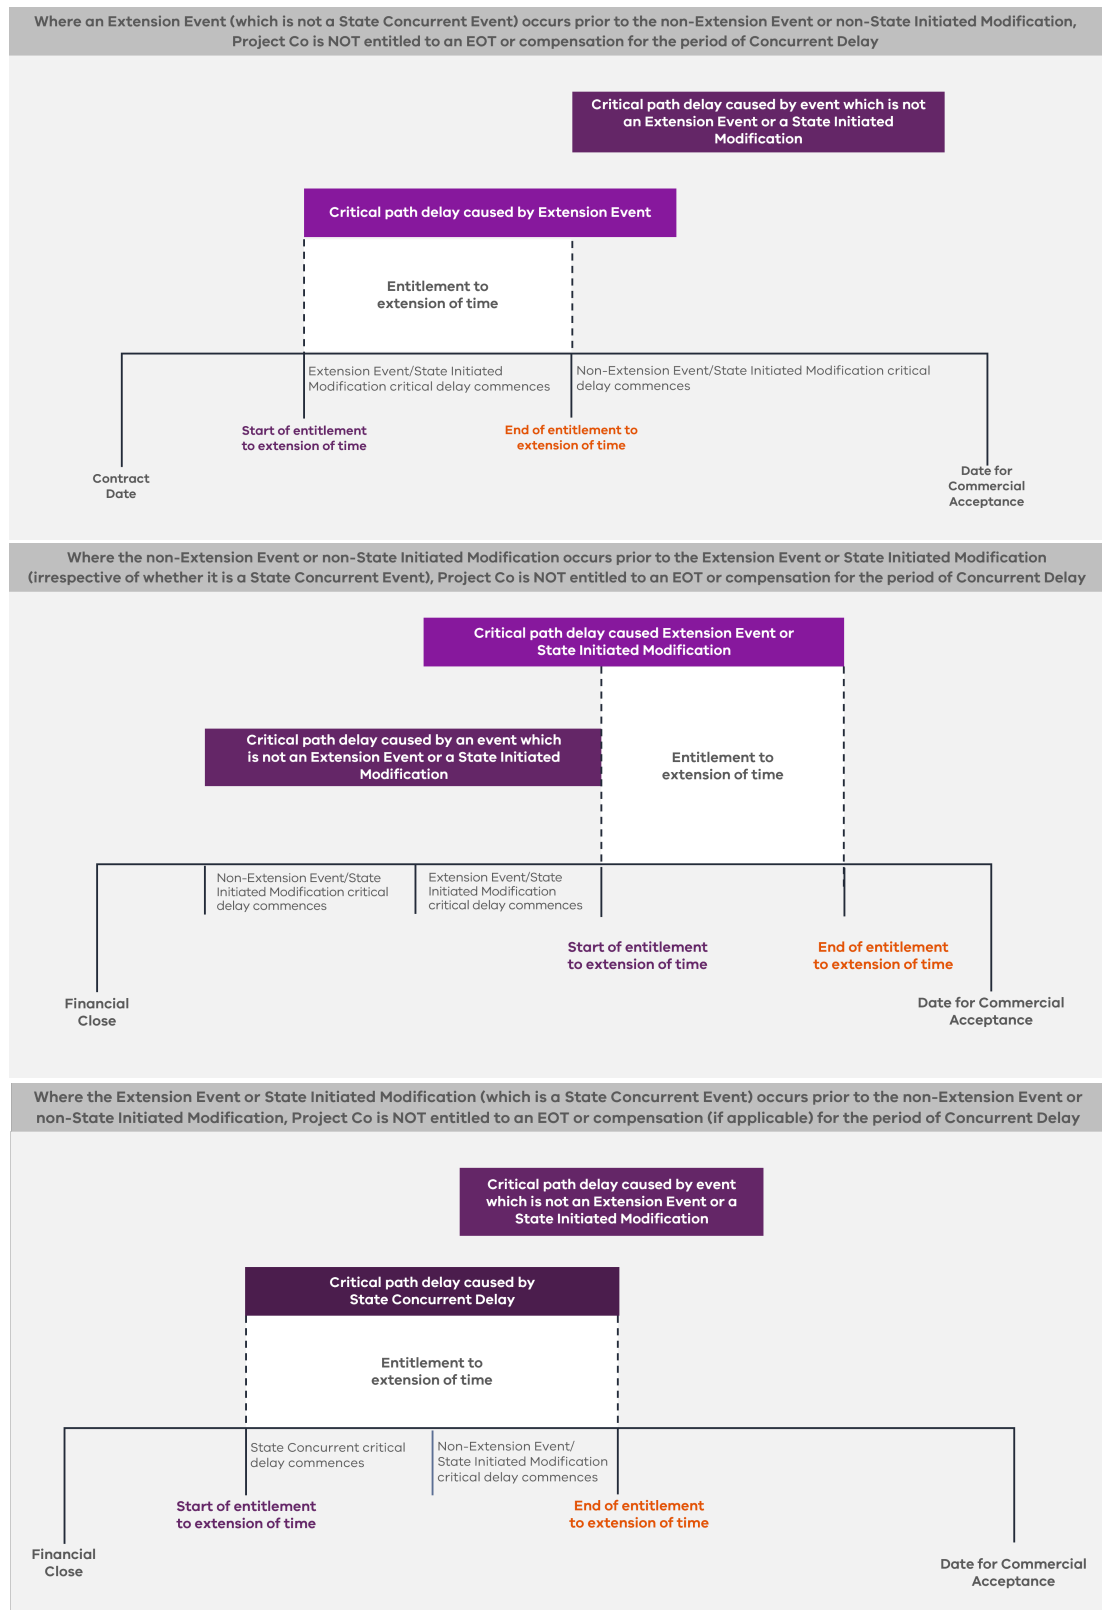 Where an Extension Event (which is not a State Concurrent Event) occurs prior to the non-Extension Event or non-State Initiated Modification,
Project Co is NOT entitled to an EOT or compensation for the period of Concurrent Delay
Critical path delay caused by event which is not
an Extension Event or a State Initiated
Modification
Critical path delay caused by Extension Event
Entitlement to
extension of time
Extension Event/State Initiated
Modification critical delay commences
Non-Extension Event/State Initiated Modification critical
delay commences
Start of entitlement
to extension of time
End of entitlement to
extension of time
Contract
Date
Date for
Commercial
Acceptance
Where the non-Extension Event or non-State Initiated Modification occurs prior to the Extension Event or State Initiated Modification
(irrespective of whether it is a State Concurrent Event), Project Co is NOT entitled to an EOT or compensation for the period of Concurrent Delay
Critical path delay caused Extension Event or
State Initiated Modification
Critical path delay caused by an event which
is not an Extension Event or a State Initiated
Modification
Entitlement to
extension of time
Non-Extension Event/State
Initiated Modification critical
delay commences
Extension Event/State
Initiated Modification
critical delay commences
Start of entitlement
to extension of time
End of entitlement
to extension of time
Financial
Close
Date for Commercial
Acceptance
Where the Extension Event or State Initiated Modification (which is a State Concurrent Event) occurs prior to the non-Extension Event or
non-State Initiated Modification, Project Co is NOT entitled to an EOT or compensation (if applicable) for the period of Concurrent Delay
Critical path delay caused by event
which is not an Extension Event or a
State Initiated Modification
Critical path delay caused by
State Concurrent Delay
Entitlement to
extension of time
State Concurrent critical
delay commences
Non-Extension Event/
State Initiated Modification
critical delay commences
Start of entitlement
to extension of time
End of entitlement
to extension of time
Financial
Close
Date for Commercial
Acceptance